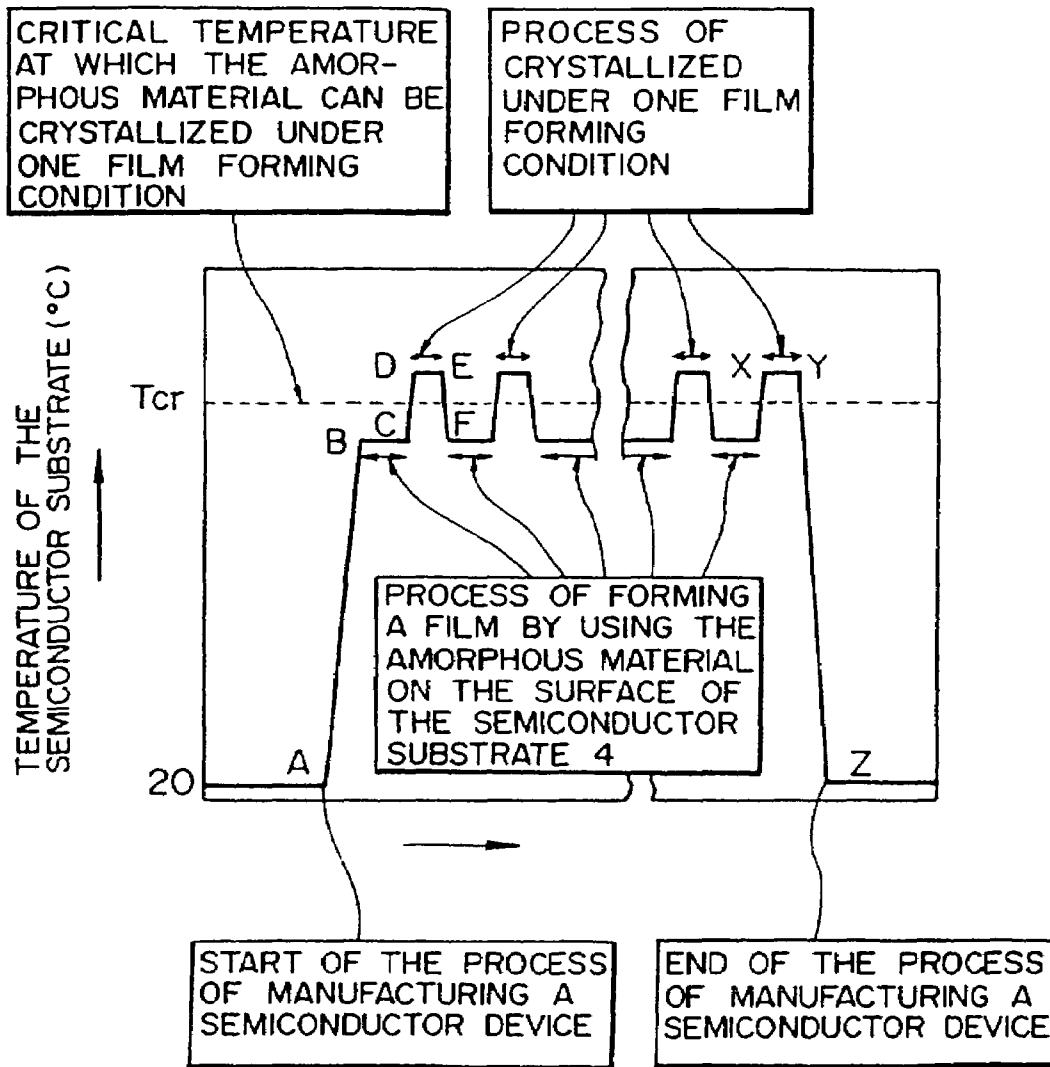 CRITICAL TEMPERATURE
AT WHICH THE AMOR-
PHOUS MATERIAL CAN BE
CRYSTALLIZED UNDER
ONE FILM FORMING
CONDITION
PROCESS OF
CRYSTALLIZED
UNDER ONE FILM
FORMING
CONDITION
TEMPERATURE OF THE
SEMICONDUCTOR SUBSTRATE (°C)
D E X Y
Tcr
C F
B
PROCESS OF FORMING
A FILM BY USING THE
AMORPHOUS MATERIAL
ON THE SURFACE OF
THE SEMICONDUCTOR
SUBSTRATE 4
A Z
20
START OF THE PROCESS
OF MANUFACTURING A
SEMICONDUCTOR DEVICE
END OF THE PROCESS
OF MANUFACTURING A
SEMICONDUCTOR DEVICE